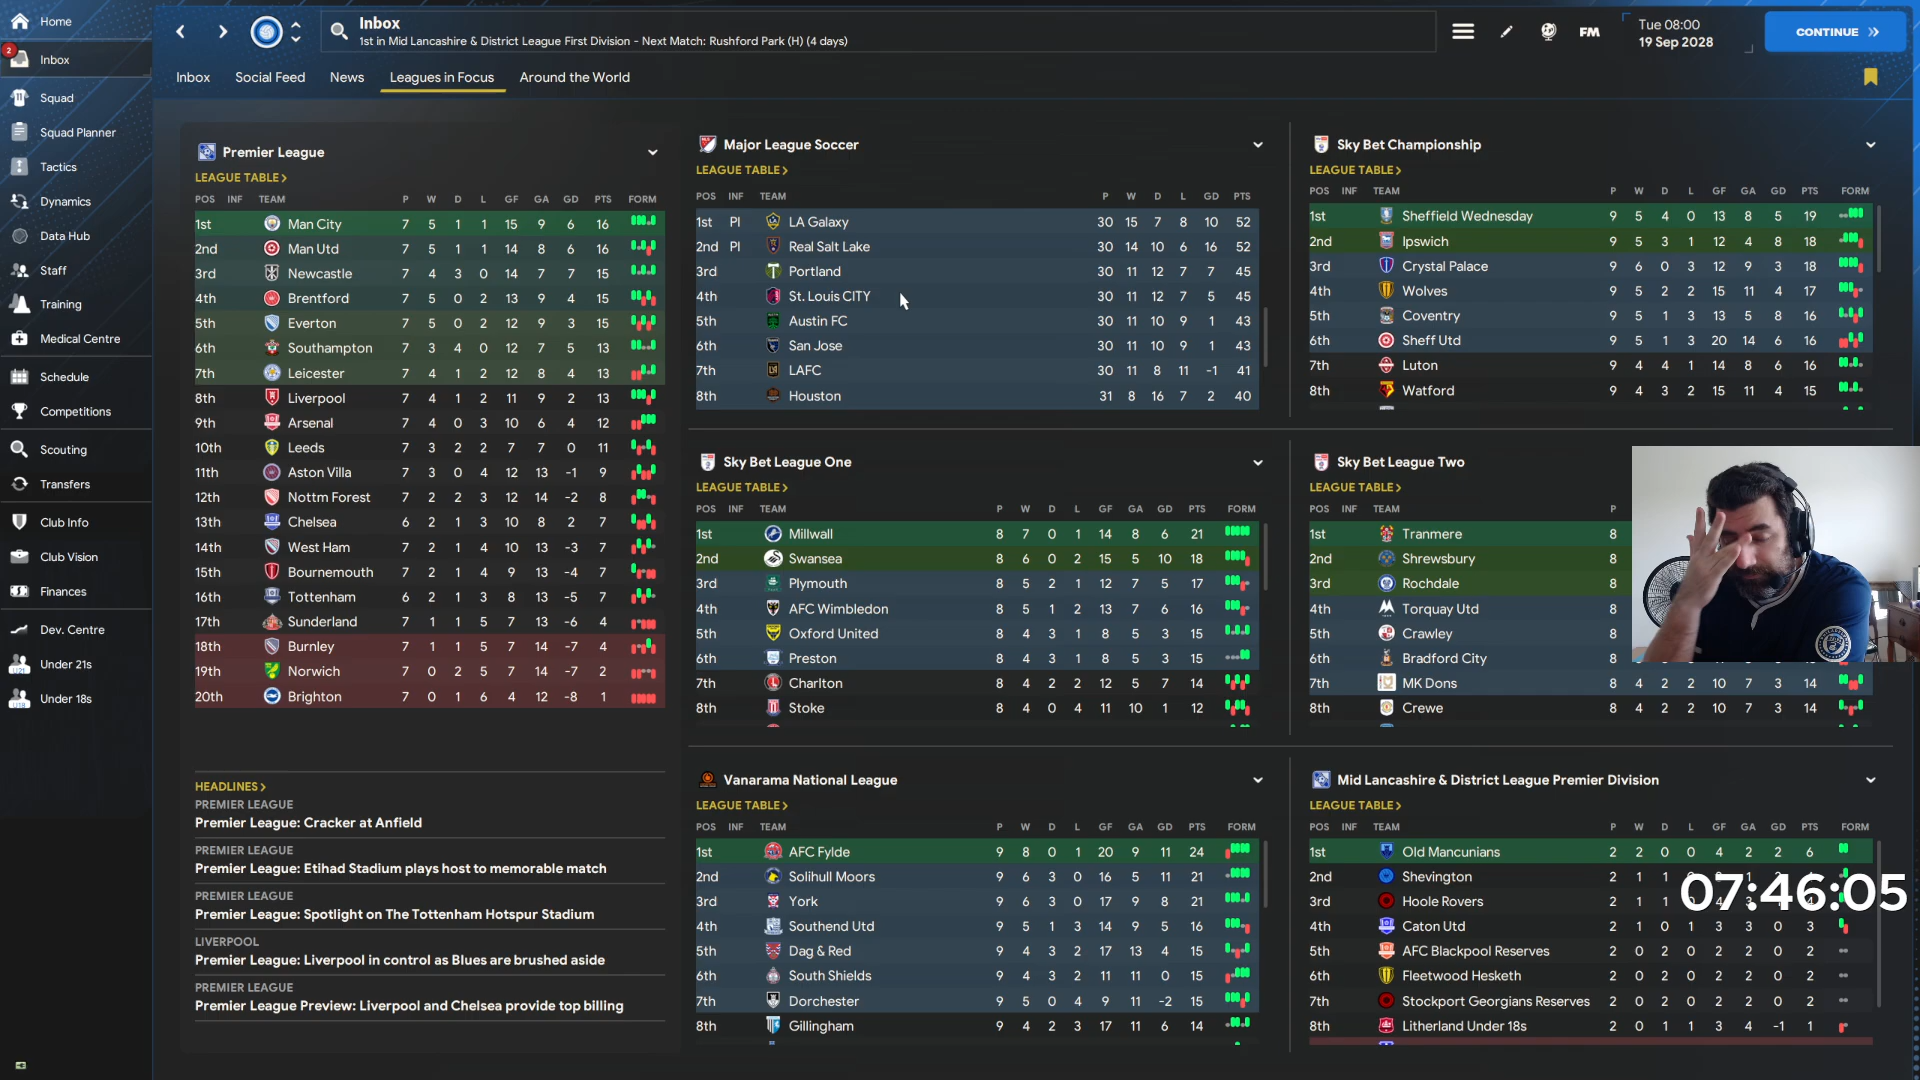 Home
2
Inbox
Squad
Squad Planner
Tactics
Dynamics
Data Hub
Staff
Training
Medical Centre
Schedule
Competitions
Scouting
Transfers
Club Info
Club Vision
Finances
Dev. Centre
Under 21s
Under 18s
Inbox
1st in Mid Lancashire & District League First Division - Next Match: Rushford Park (H) (4 days)
FM
Tue 08:00
19 Sep 2028
CONTINUE
Inbox Social Feed News Leagues in Focus Around the World
Premier League
LEAGUE TABLE >
POS INF TEAM P W D L GF GA GD PTS FORM
1st Man City 7 5 1 1 15 9 6 16
2nd Man Utd 7 5 1 1 14 8 6 16
3rd Newcastle 7 4 3 0 14 7 7 15
4th Brentford 7 5 0 2 13 9 4 15
5th Everton 7 5 0 2 12 9 3 15
6th Southampton 7 3 4 0 12 7 5 13
7th Leicester 7 4 1 2 12 8 4 13
8th Liverpool 7 4 1 2 11 9 2 13
9th Arsenal 7 4 0 3 10 6 4 12
10th Leeds 7 3 2 2 7 7 0 11
11th Aston Villa 7 3 0 4 12 13 -1 9
12th Nottm Forest 7 2 2 3 12 14 -2 8
13th Chelsea 6 2 1 3 10 8 2 7
14th West Ham 7 2 1 4 10 13 -3 7
15th Bournemouth 7 2 1 4 9 13 -4 7
16th Tottenham 6 2 1 3 8 13 -5 7
17th Sunderland 7 1 1 5 7 13 -6 4
18th Burnley 7 1 1 5 7 14 -7 4
19th Norwich 7 0 2 5 7 14 -7 2
20th Brighton 7 0 1 6 4 12 -8 1
HEADLINES >
PREMIER LEAGUE
Premier League: Cracker at Anfield
PREMIER LEAGUE
Premier League: Etihad Stadium plays host to memorable match
PREMIER LEAGUE
Premier League: Spotlight on The Tottenham Hotspur Stadium
LIVERPOOL
Premier League: Liverpool in control as Blues are brushed aside
PREMIER LEAGUE
Premier League Preview: Liverpool and Chelsea provide top billing
Major League Soccer
LEAGUE TABLE >
POS INF TEAM P W D L GD PTS
1st Pl LA Galaxy 30 15 7 8 10 52
2nd Pl Real Salt Lake 30 14 10 6 16 52
3rd Portland 30 11 12 7 7 45
4th St. Louis CITY 30 11 12 7 5 45
5th Austin FC 30 11 10 9 1 43
6th San Jose 30 11 10 9 1 43
7th LAFC 30 11 8 11 -1 41
8th Houston 31 8 16 7 2 40
Sky Bet Championship
LEAGUE TABLE >
POS INF TEAM P W D L GF GA GD PTS FORM
1st Sheffield Wednesday 9 5 4 0 13 8 5 19
2nd Ipswich 9 5 3 1 12 4 8 18
3rd Crystal Palace 9 6 0 3 12 9 3 18
4th Wolves 9 5 2 2 15 11 4 17
5th Coventry 9 5 1 3 13 5 8 16
6th Sheff Utd 9 5 1 3 20 14 6 16
7th Luton 9 4 4 1 14 8 6 16
8th Watford 9 4 3 2 15 11 4 15
Sky Bet League One
LEAGUE TABLE >
POS INF TEAM P W D L GF GA GD PTS FORM
1st Millwall 8 7 0 1 14 8 6 21
2nd Swansea 8 6 0 2 15 5 10 18
3rd Plymouth 8 5 2 1 12 7 5 17
4th AFC Wimbledon 8 5 1 2 13 7 6 16
5th Oxford United 8 4 3 1 8 5 3 15
6th Preston 8 4 3 1 8 5 3 15
7th Charlton 8 4 2 2 12 5 7 14
8th Stoke 8 4 0 4 11 10 1 12
Sky Bet League Two
LEAGUE TABLE >
POS INF TEAM P
1st Tranmere 8
2nd Shrewsbury 8
3rd Rochdale 8
4th Torquay Utd 8
5th Crawley 8
6th Bradford City 8
7th MK Dons 8 4 2 2 10 7 3 14
8th Crewe 8 4 2 2 10 7 3 14
Vanarama National League
LEAGUE TABLE >
POS INF TEAM P W D L GF GA GD PTS FORM
1st AFC Fylde 9 8 0 1 20 9 11 24
2nd Solihull Moors 9 6 3 0 16 5 11 21
3rd York 9 6 3 0 17 9 8 21
4th Southend Utd 9 5 1 3 14 9 5 16
5th Dag & Red 9 4 3 2 17 13 4 15
6th South Shields 9 4 3 2 11 11 0 15
7th Dorchester 9 5 0 4 9 11 -2 15
8th Gillingham 9 4 2 3 17 11 6 14
Mid Lancashire & District League Premier Division
LEAGUE TABLE >
POS INF TEAM P W D L GF GA GD PTS FORM
1st Old Mancunians 2 2 0 0 4 2 2 6
2nd Shevington 2 1 1
3rd Hoole Rovers 2 1 1
4th Caton Utd 2 1 0 1 3 3 0 3
5th AFC Blackpool Reserves 2 0 2 0 2 2 0 2
6th Fleetwood Hesketh 2 0 2 0 2 2 0 2
7th Stockport Georgians Reserves 2 0 2 0 2 2 0 2
8th Litherland Under 18s 2 0 1 1 3 4 -1 1
07:46:05